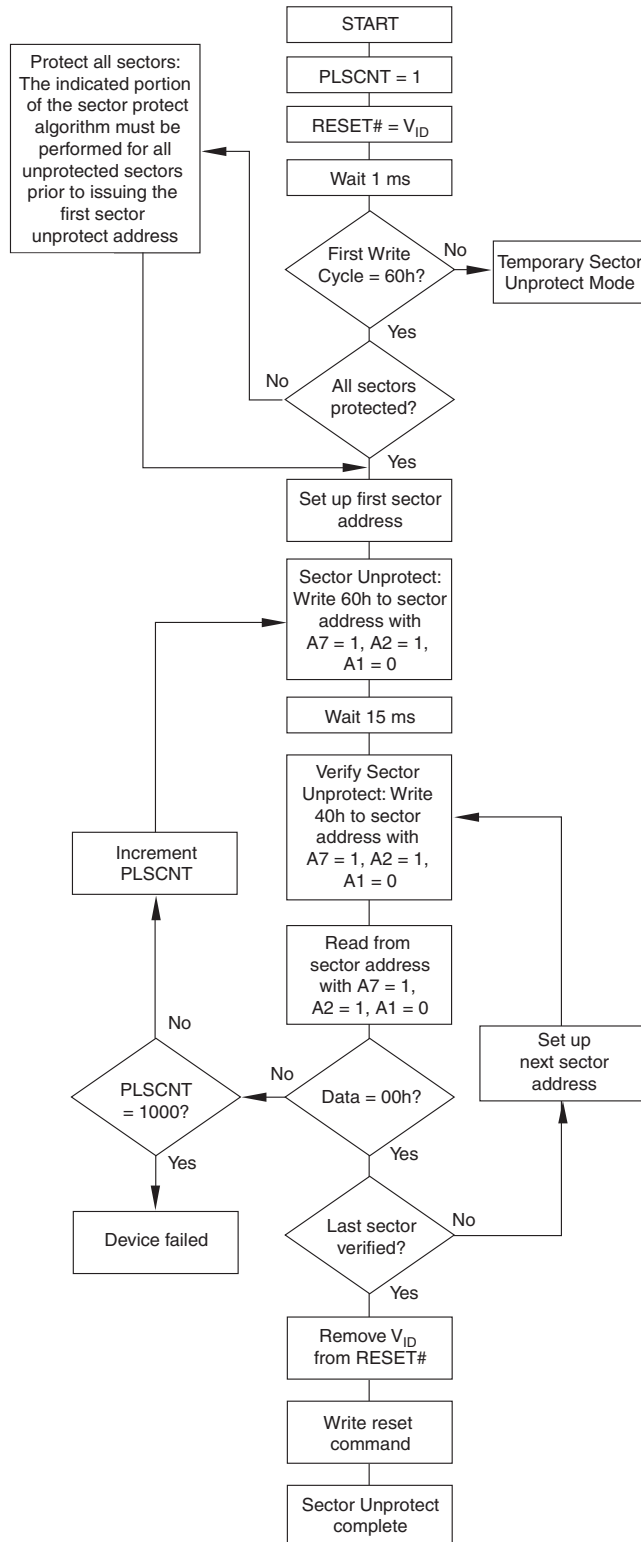 START
PLSCNT = 1
RESET# = VID
Wait 1 ms
Protect all sectors:
The indicated portion
of the sector protect
algorithm must be
performed for all
unprotected sectors
prior to issuing the
first sector
unprotect address
First Write
Cycle = 60h?
No
Temporary Sector
Unprotect Mode
Yes
All sectors
protected?
No
Yes
Set up first sector
address
Sector Unprotect:
Write 60h to sector
address with
A7 = 1, A2 = 1,
A1 = 0
Wait 15 ms
Verify Sector
Unprotect: Write
40h to sector
address with
A7 = 1, A2 = 1,
A1 = 0
Increment
PLSCNT
Read from
sector address
with A7 = 1,
A2 = 1, A1 = 0
No
Set up
next sector
address
PLSCNT
= 1000?
No
Data = 00h?
Yes
Yes
Device failed
Last sector
verified?
No
Yes
Remove VID
from RESET#
Write reset
command
Sector Unprotect
complete